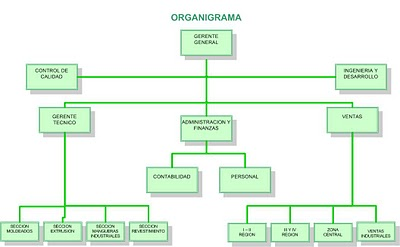 ORGANIGRAMA
GERENTE
GENERAL
CONTROL DE
CALIDAD
INGENIERIA Y
DESARROLLO
GERENTE
TECNICO
ADMINISTRACION Y
FINANZAS
VENTAS
CONTABILIDAD
PERSONAL
SECCION
MOLDEADOS
SECCION
EXTRUSION
SECCION
MANGUERAS
INDUSTRIALES
SECCION
REVESTIMIENTO
I – II
REGION
III Y IV
REGION
ZONA
CENTRAL
VENTAS
INDUSTRIALES